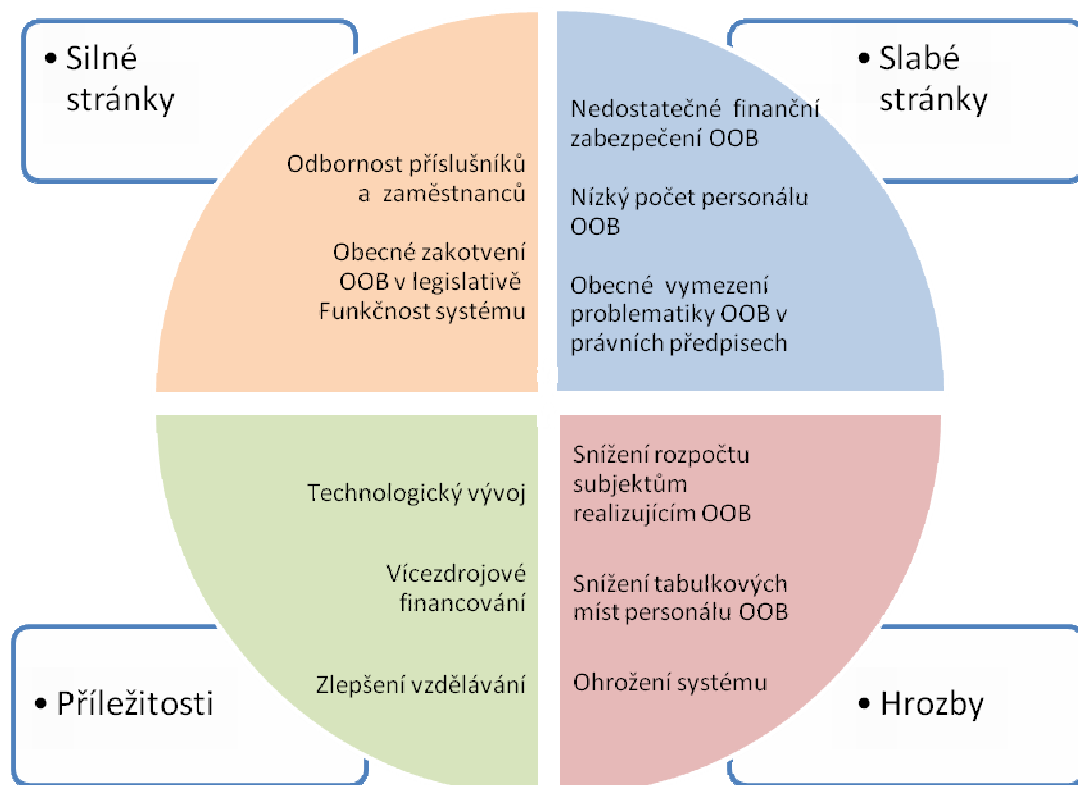 • Silné
stránky
Odbornost příslušníků
a zaměstnanců
Obecné zakotvení
OOB v legislativě
Funkčnost systému
• Slabé
stránky
Nedostatečné finanční
zabezpečení OOB
Nízký počet personálu
OOB
Obecné vymezení
problematiky OOB v
právních předpisech
• Příležitosti
Technologický vývoj
Vícezdrojové
financování
Zlepšení vzdělávání
• Hrozby
Snížení rozpočtu
subjektům
realizujícím OOB
Snížení tabulkových
míst personálu OOB
Ohrožení systému